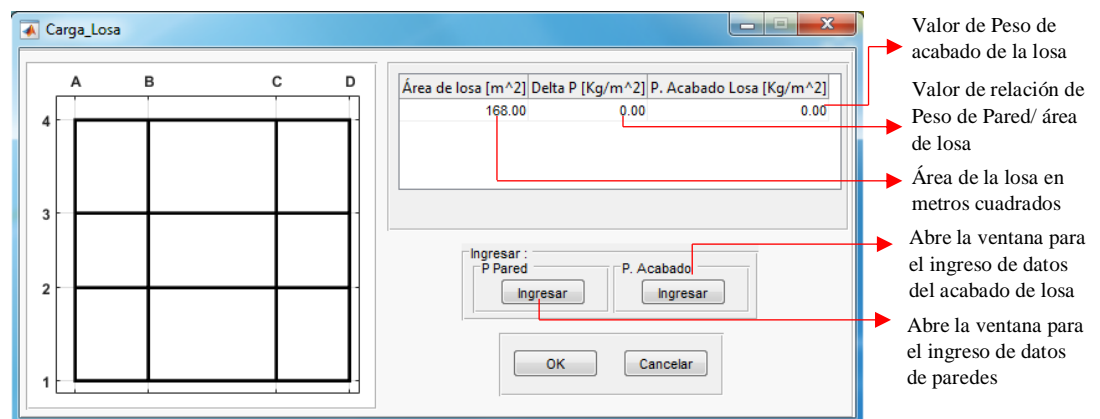 Carga_Losa
A B C D
4
3
2
1
Área de losa [m^2] Delta P [Kg/m^2] P. Acabado Losa [Kg/m^2]
168.00 0.00 0.00
Ingresar :
P Pared P. Acabado
Ingresar Ingresar
OK Cancelar
Valor de Peso de
acabado de la losa
Valor de relación de
Peso de Pared/ área
de losa
Área de la losa en
metros cuadrados
Abre la ventana para
el ingreso de datos
del acabado de losa
Abre la ventana para
el ingreso de datos
de paredes